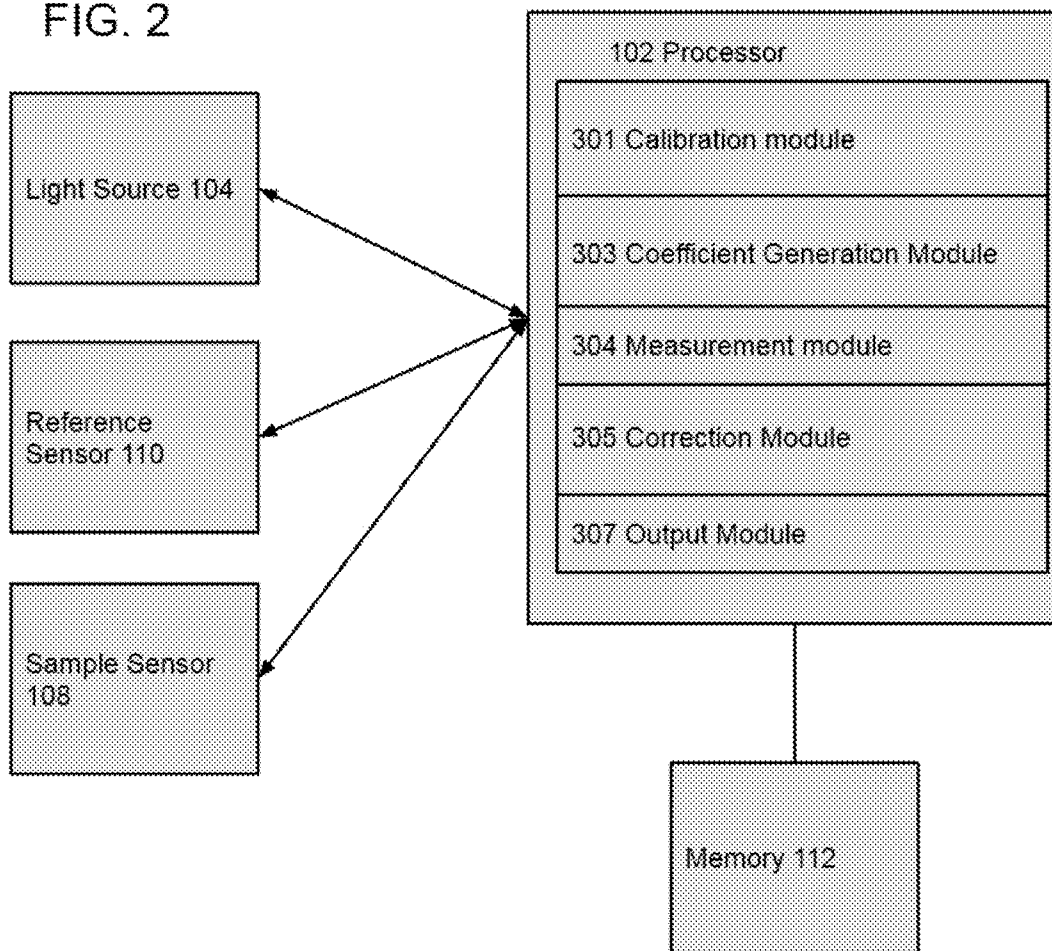 FIG. 2
102 Processor
Light Source 104
301 Calibration module
303 Coefficient Generation Module
304 Measurement module
Reference
Sensor 110
305 Correction Module
307 Output Module
Sample Sensor
108
Memory 112